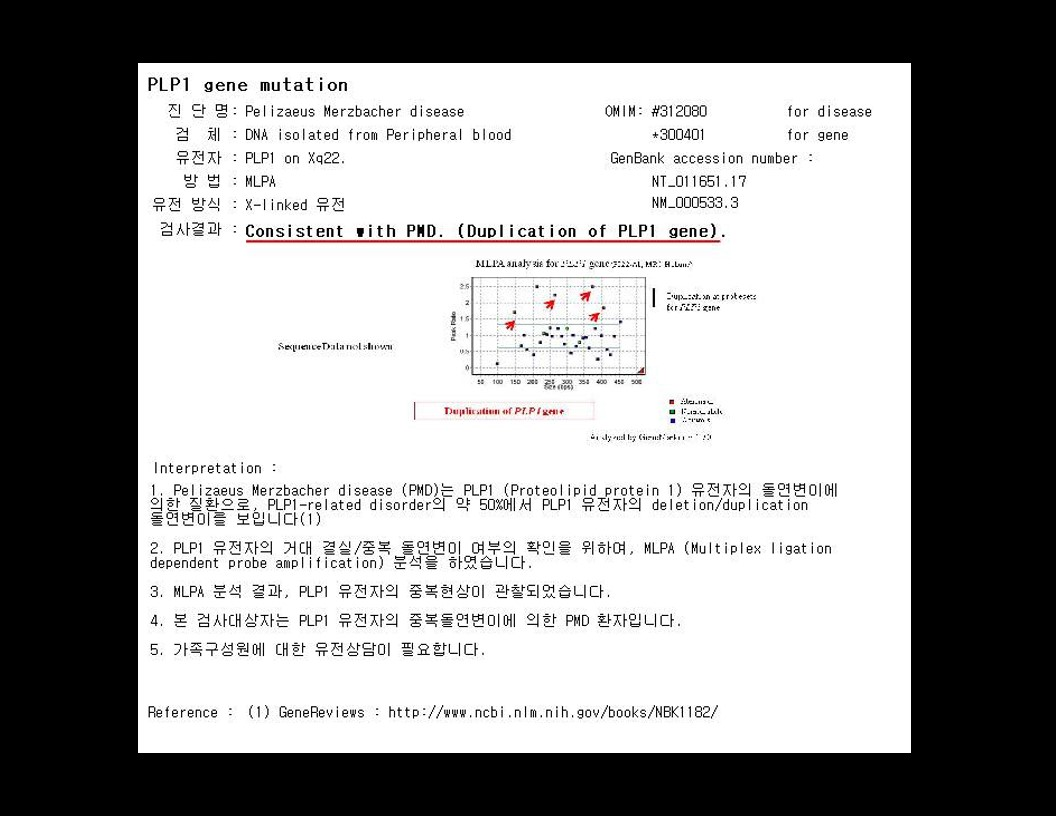 PLP1 gene mutation
진 단 명: Pelizaeus Merzbacher disease OMIM: #312080 for disease
검 체 : DNA isolated from Peripheral blood *300401 for gene
유전자 : PLP1 on Xq22. GenBank accession number :
방 법 : MLPA NT_011651.17
유전 방식 : X-linked 유전 NM_000533.3
검사결과 : Consistent with PMD. (Duplication of PLP1 gene).
MLPA analysis for PLP1 gene
2.5
2
1.5
1
0.5
0
Peak Ratio
Duplication at probesets
for PLP1 gene
Sequence Data not shown
50 100 150 200 250 300 350 400 450 500
Size (bps)
Duplication of PLP1 gene
Analyzed by
Interpretation :
1. Pelizaeus Merzbacher disease (PMD)는 PLP1 (Proteolipid protein 1) 유전자의 돌연변이에
의한 질환으로, PLP1-related disorder의 약 50%에서 PLP1 유전자의 deletion/duplication
돌연변이를 보입니다(1)
2. PLP1 유전자의 거대 결실/중복 돌연변이 여부의 확인을 위하여, MLPA (Multiplex ligation
dependent probe amplification) 분석을 하였습니다.
3. MLPA 분석 결과, PLP1 유전자의 중복현상이 관찰되었습니다.
4. 본 검사대상자는 PLP1 유전자의 중복돌연변이에 의한 PMD 환자입니다.
5. 가족구성원에 대한 유전상담이 필요합니다.
Reference : (1) GeneReviews : http://www.ncbi.nlm.nih.gov/books/NBK1182/